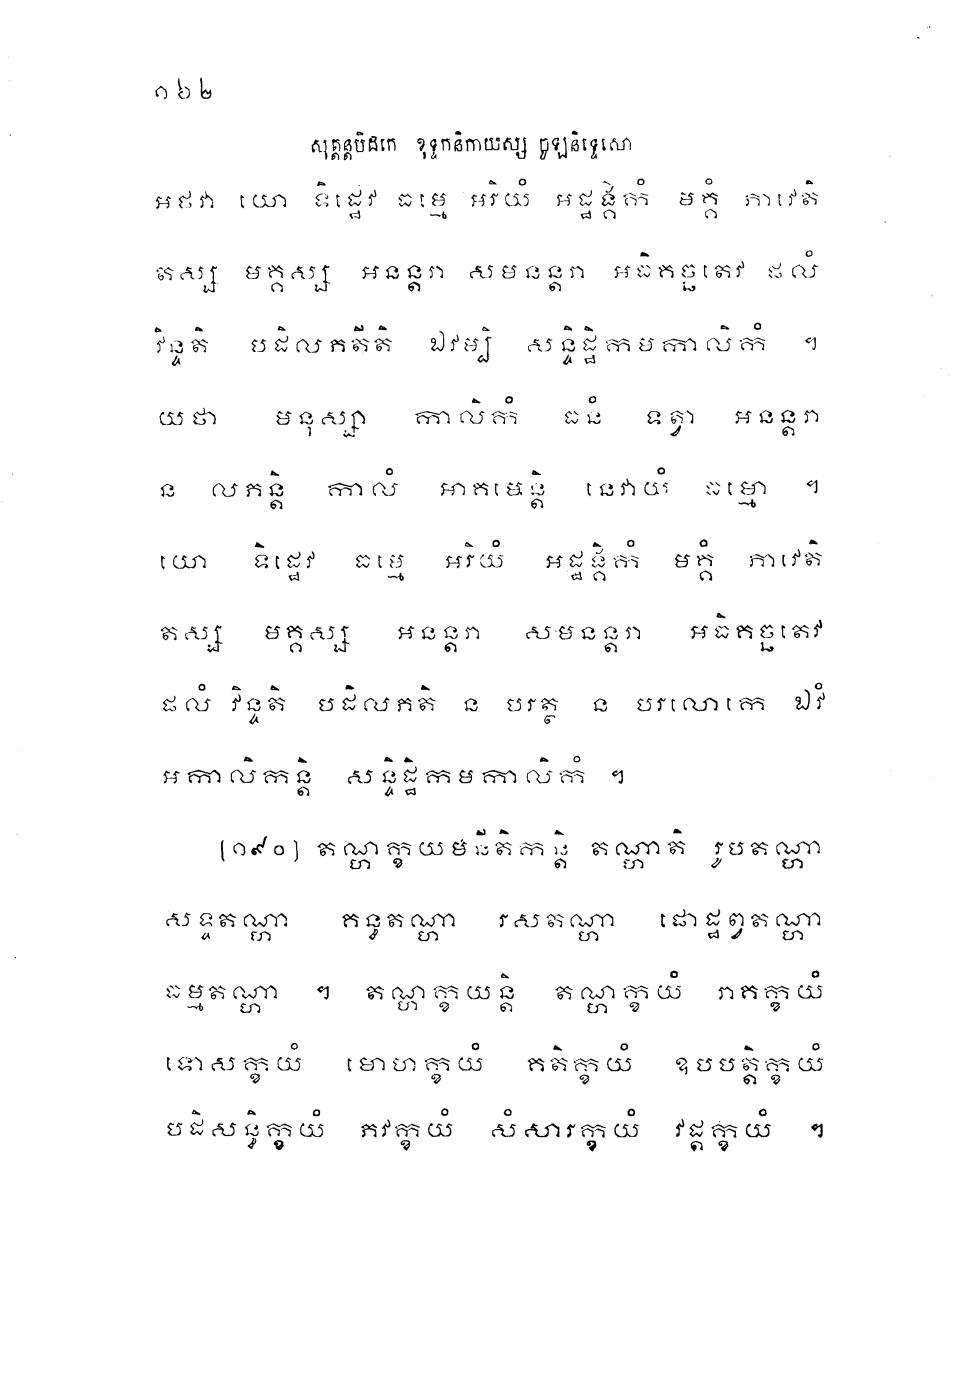 ១៦២
សុត្តន្តបិដកេ ខុទ្ទកនិកាយស្ស ចូឡនិទ្ទេសោ
អថវា យោ ទិដ្ឋេវ ធម្មេ អរិយំ អដ្ឋង្គិកំ មគ្គំ ភាវេតិ
តស្ស មគ្គស្ស អនន្តរា សមនន្តរា អធិគច្ឆតេវ ផលំ
វិន្ទតិ បដិលភតីតិ ឯវម្បិ សន្ទិដ្ឋិកមកាលិកំ ។
យថា មនុស្សា កាលិកំ ធនំ ទត្វា អនន្តរា
ន លភន្តិ កាលំ អាគមេន្តិ នេវាយំ ធម្មោ ។
យោ ទិដ្ឋេវ ធម្មេ អរិយំ អដ្ឋង្គិកំ មគ្គំ ភាវេតិ
តស្ស មគ្គស្ស អនន្តរា សមនន្តរា អធិគច្ឆតេវ
ផលំ វិន្ទតិ បដិលភតិ ន បរត្ថ ន បរលោកេ ឯវំ
អកាលិកន្តិ សន្ទិដ្ឋិកមកាលិកំ ។
(១៩០) តណ្ហក្ខយមនីតិកន្តិ តណ្ហាតិ រូបតណ្ហា
សទ្ទតណ្ហា គន្ធតណ្ហា រសតណ្ហា ផោដ្ឋព្វតណ្ហា
ធម្មតណ្ហា ។ តណ្ហក្ខយន្តិ តណ្ហក្ខយំ រាគក្ខយំ
ទោសក្ខយំ មោហក្ខយំ គតិក្ខយំ ឧបបត្តិក្ខយំ
បដិសន្ធិក្ខយំ ភវក្ខយំ សំសារក្ខយំ វដ្តក្ខយំ ។